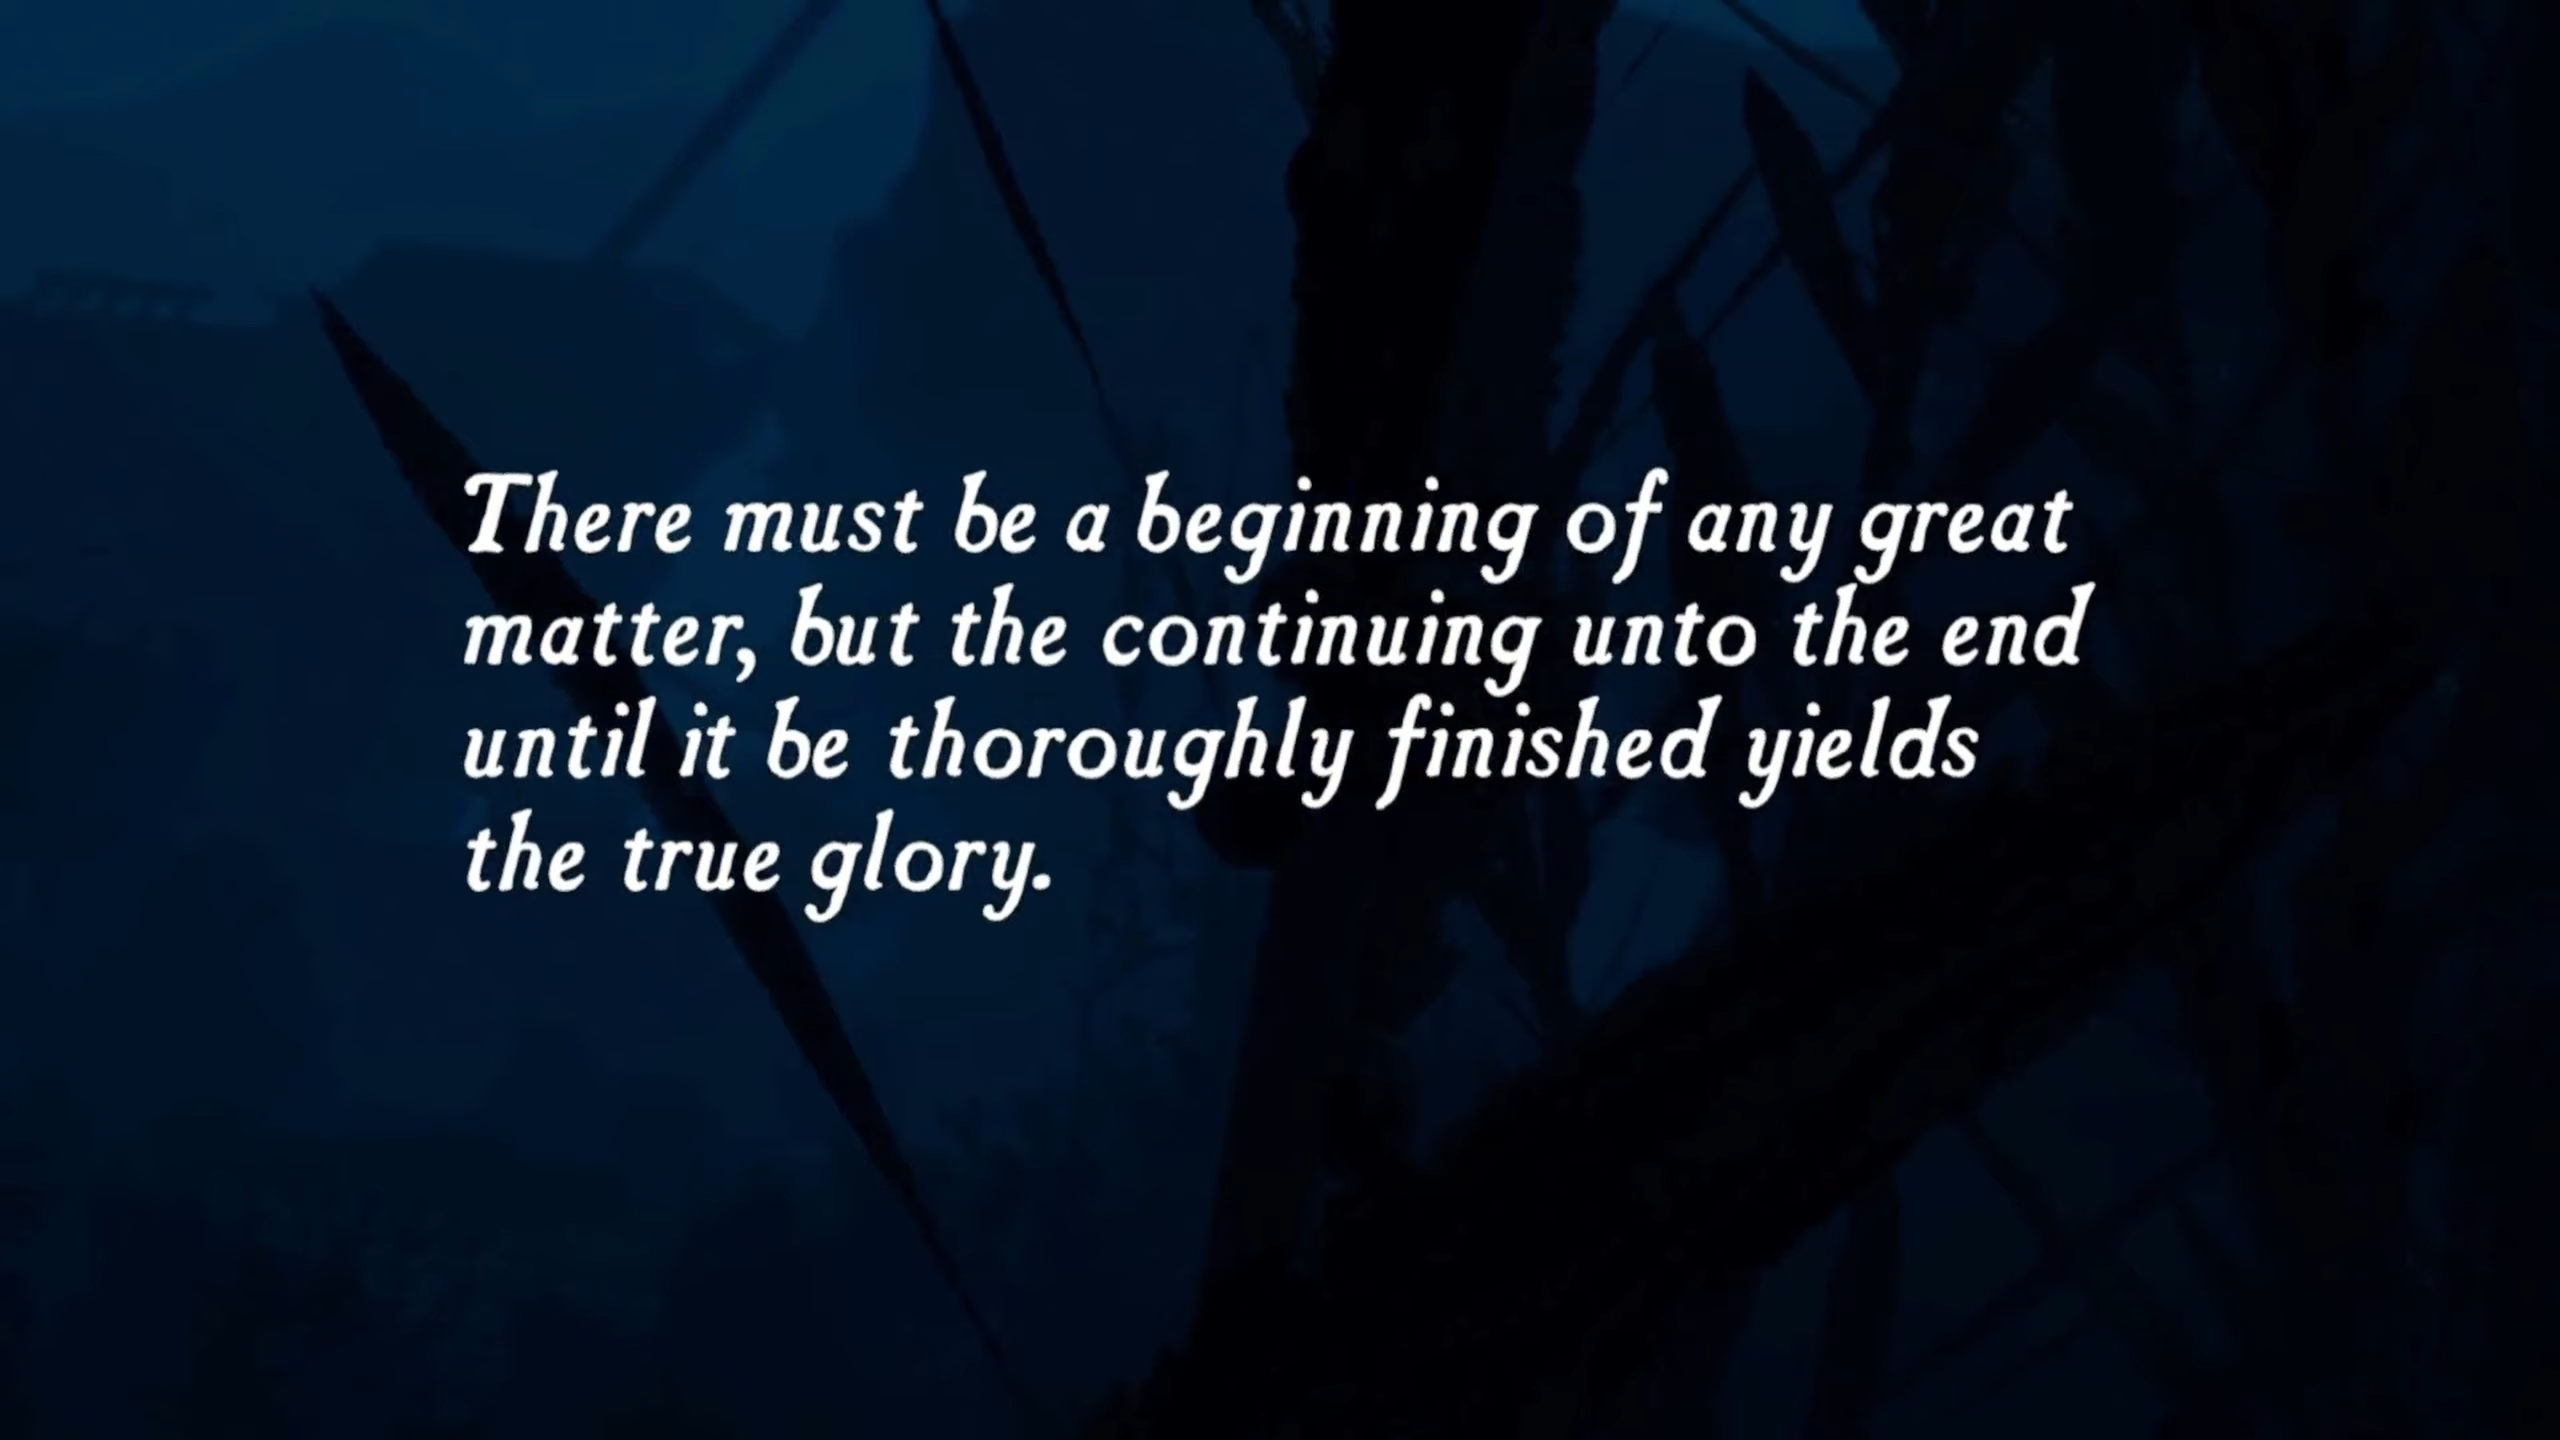 There must be a beginning of any great
matter, but the continuing unto the end
until it be thoroughly finished yields
the true glory.